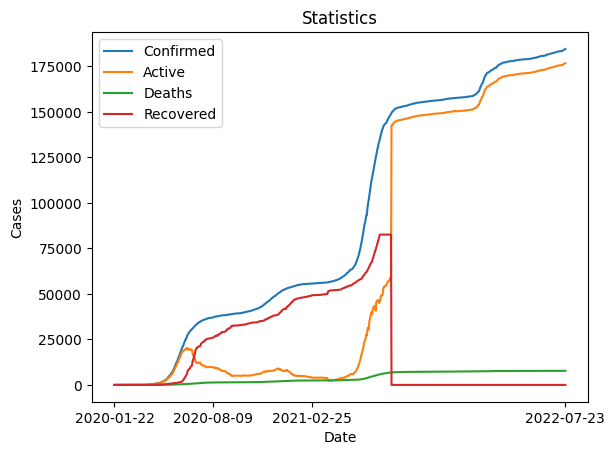 Statistics
Confirmed
Active
Deaths
Recovered
Cases
175000
150000
125000
100000
75000
50000
25000
0
2020-01-22
2020-08-09
2021-02-25
2022-07-23
Date